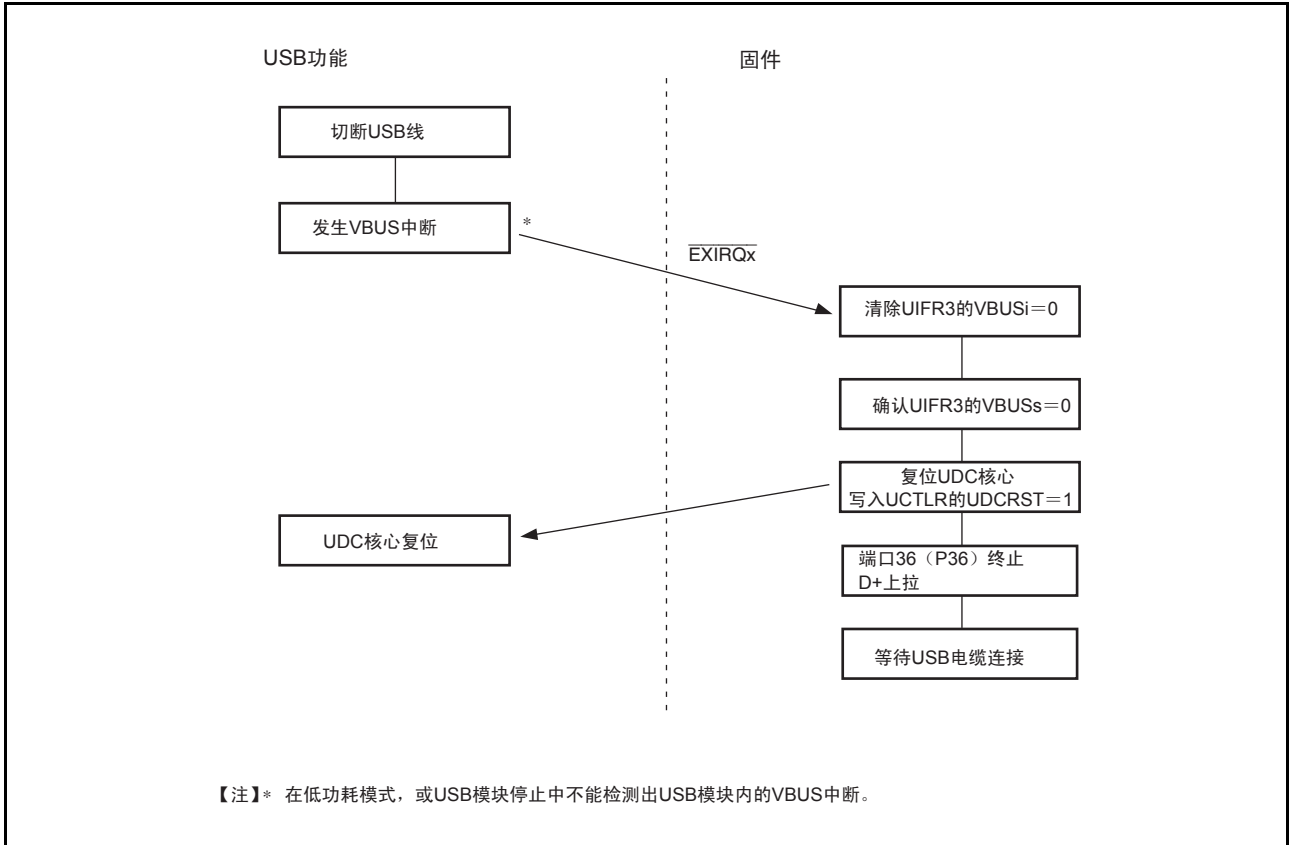 USB功能
固件
切断USB线
发生VBUS中断
*
EXIRQx
清除UIFR3的VBUSi＝0
确认UIFR3的VBUSs＝0
复位UDC核心
写入UCTLR的UDCRST＝1
UDC核心复位
端口36（P36）终止
D+上拉
等待USB电缆连接
【注】* 在低功耗模式，或USB模块停止中不能检测出USB模块内的VBUS中断。